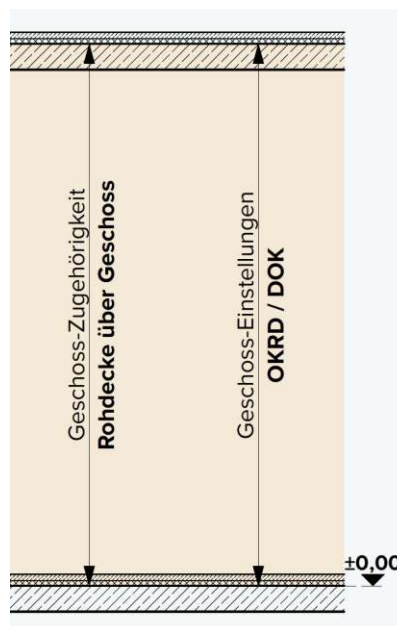 Geschoss-Zugehörigkeit
Rohdecke über Geschoss
Geschoss-Einstellungen
OKRD / DOK
±0,00